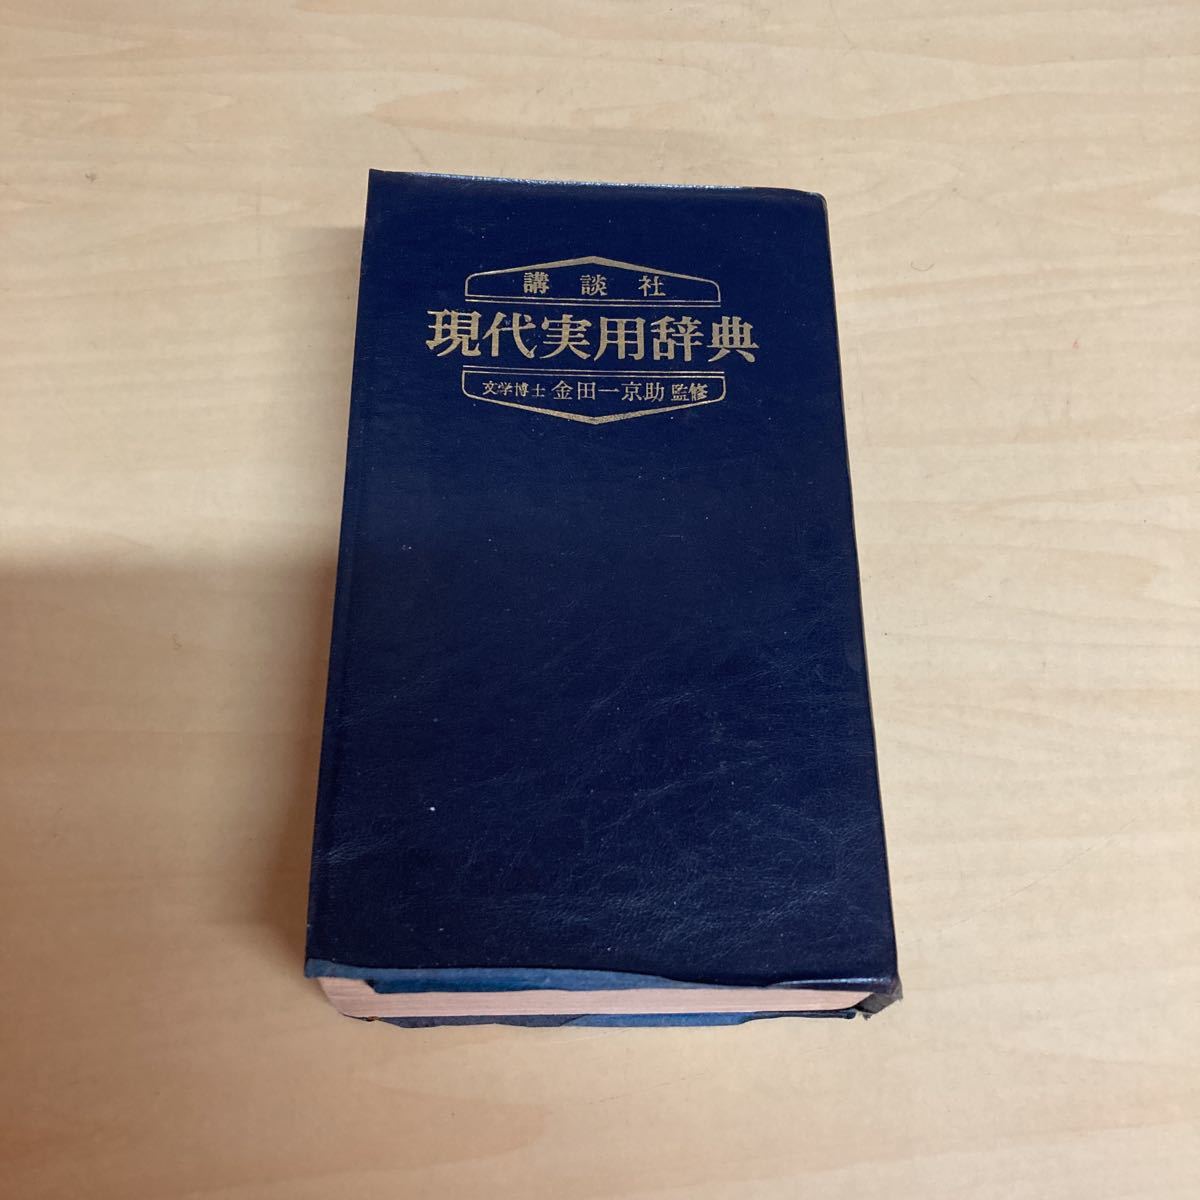 講談社
現代実用辞典
文学博士 金田一京助 監修